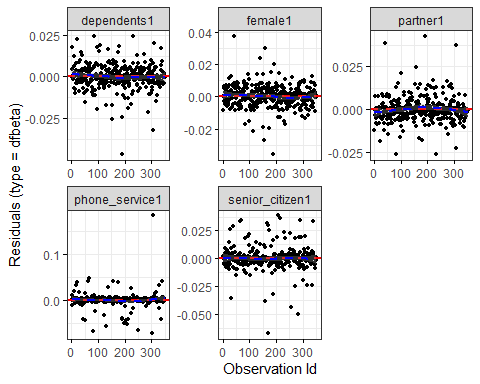 dependents1 female1 partner1
0.025
0.000
-0.025
0.04
0.02
0.00
-0.02
0.025
0.000
-0.025
0 100 200 300 0 100 200 300 0 100 200 300
phone_service1 senior_citizen1
0.1
0.0
0.025
0.000
-0.025
-0.050
0 100 200 300 0 100 200 300
Residuals (type = dfbeta)
Observation Id